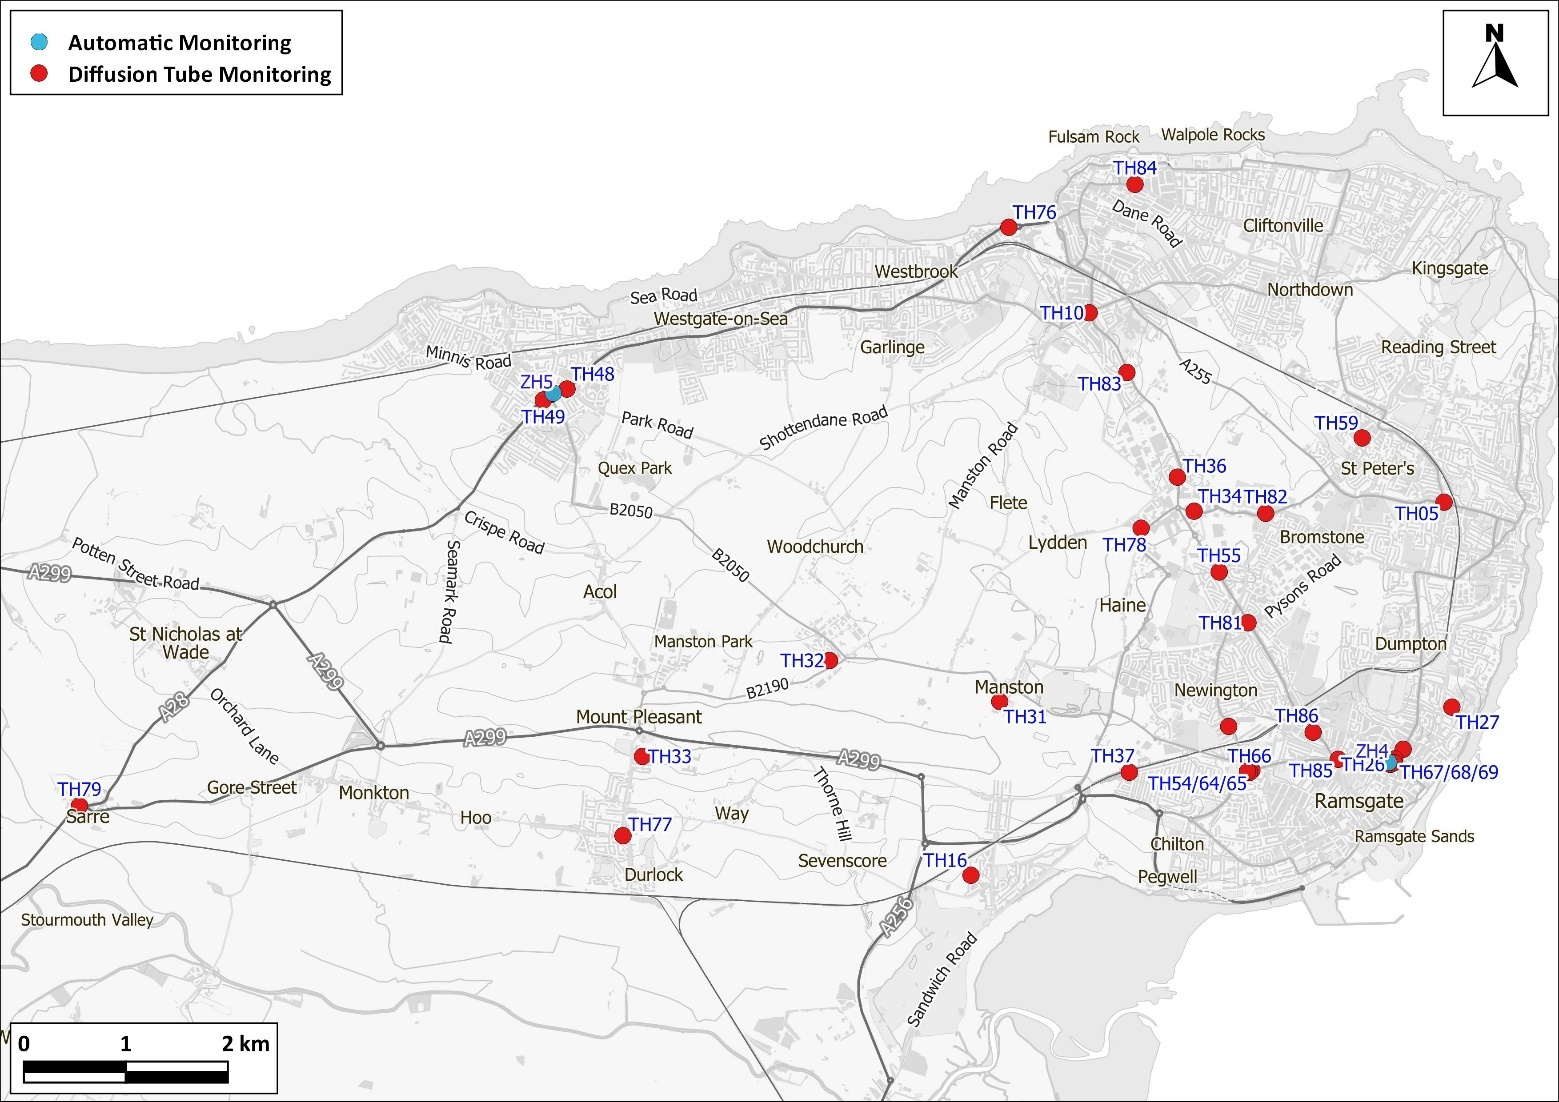 Automatic Monitoring
Diffusion Tube Monitoring
N
Fulsam Rock
Walpole Rocks
TH84
Dane Road
TH76
Cliftonville
Westbrook
Kingsgate
Northdown
Sea Road
Westgate-on-Sea
TH10
Garlinge
Reading Street
Minnis Road
A255
TH48
ZH5
TH83
TH49
Park Road
Shottendane Road
TH59
Manston Road
St Peter's
Quex Park
TH36
Flete
TH34
TH82
B2050
TH05
Crispe Road
Lydden
TH78
Bromstone
Woodchurch
TH55
Potten Street Road
A299
B2050
Seamark Road
Acol
Pysons Road
Haine
TH81
St Nicholas at
Wade
Manston Park
TH32
Dumpton
A299
B2190
Manston
Newington
A28
Orchard Lane
TH31
Mount Pleasant
TH86
TH27
A299
TH33
A299
TH37
TH66
ZH4
TH54/64/65
TH85
TH26
TH67/68/69
TH79
Sarre
Gore-Street
Monkton
Thorne Hill
Ramsgate
Hoo
Way
TH77
Ramsgate Sands
Chilton
Sevenscore
TH16
Durlock
Pegwell
Stourmouth Valley
A256
Sandwich Road
W
0 1 2 km